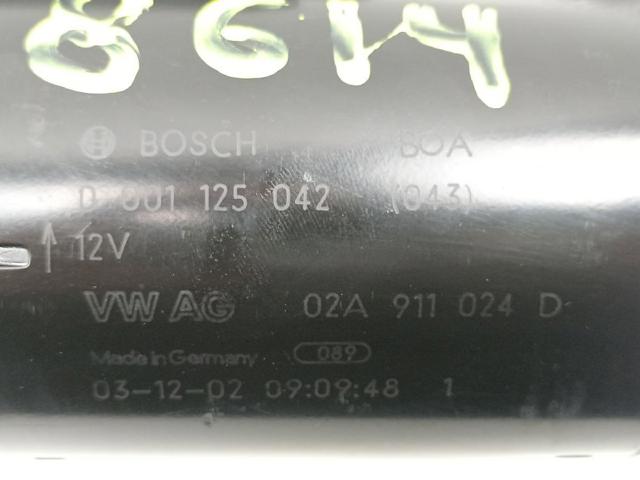 8614
BOSCH BOA
0 001 125 042 (043)
12V
VW AG 02A 911 024 D
Made in Germany 089
03-12-02 09:09:48 1